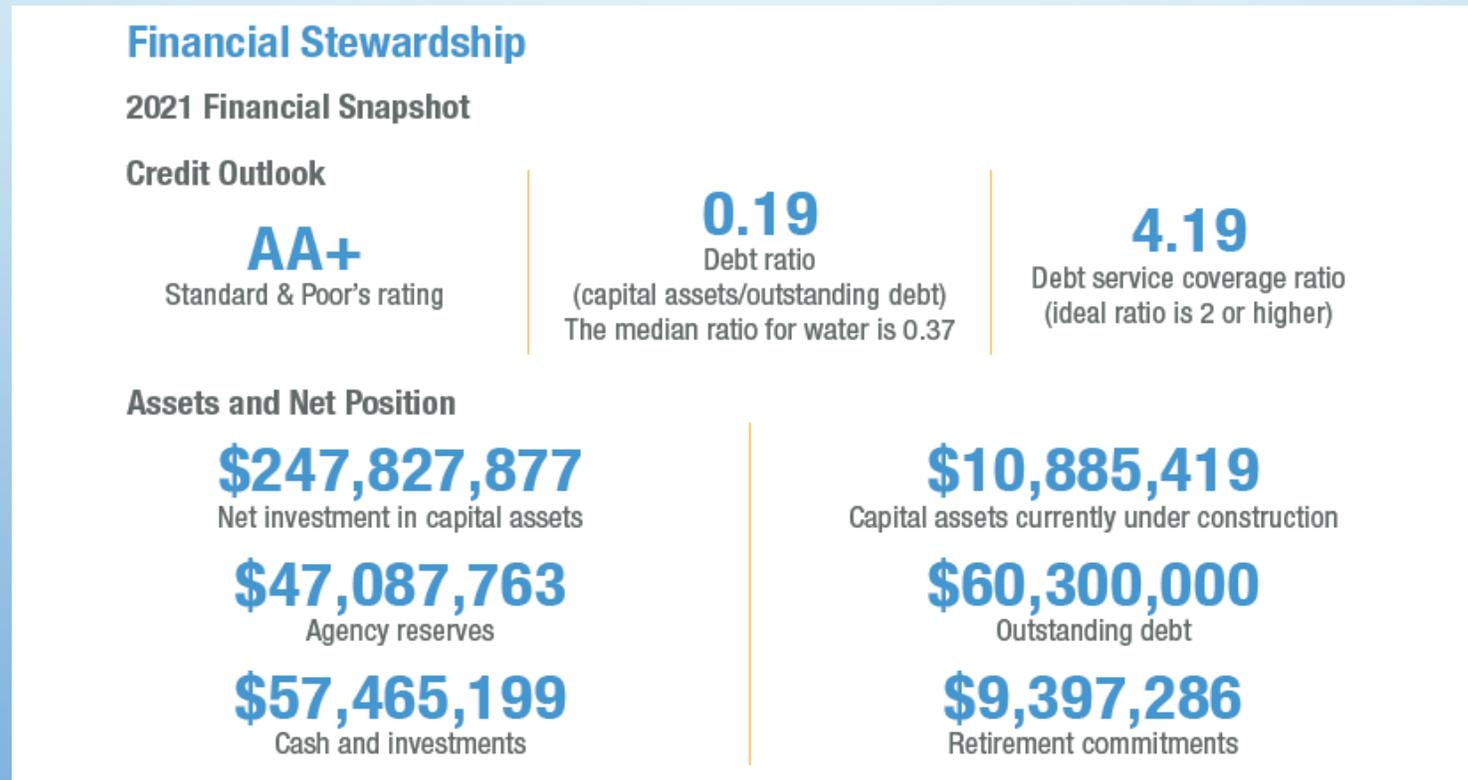 Financial Stewardship
2021 Financial Snapshot
Credit Outlook
AA+
Standard & Poor's rating
0.19
Debt ratio
(capital assets/outstanding debt)
The median ratio for water is 0.37
4.19
Debt service coverage ratio
(ideal ratio is 2 or higher)
Assets and Net Position
$247,827,877
Net investment in capital assets
$47,087,763
Agency reserves
$57,465,199
Cash and investments
$10,885,419
Capital assets currently under construction
$60,300,000
Outstanding debt
$9,397,286
Retirement commitments